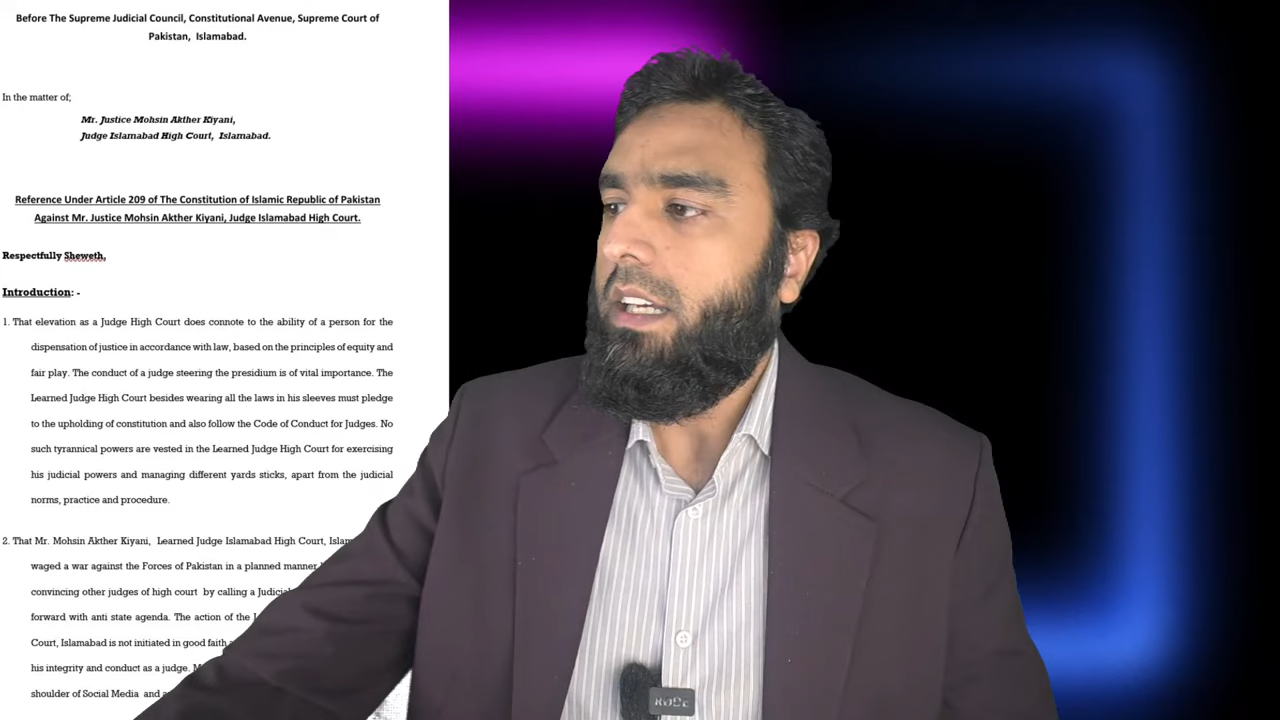 Before The Supreme Judicial Council, Constitutional Avenue, Supreme Court of
Pakistan, Islamabad.
In the matter of;
Mr. Justice Mohsin Akther Kiyani,
Judge Islamabad High Court, Islamabad.
Reference Under Article 209 of The Constitution of Islamic Republic of Pakistan
Against Mr. Justice Mohsin Akther Kiyani, Judge Islamabad High Court.
Respectfully Sheweth,
Introduction: -
1. That elevation as a Judge High Court does connote to the ability of a person for the
dispensation of justice in accordance with law, based on the principles of equity and
fair play. The conduct of a judge steering the presidium is of vital importance. The
Learned Judge High Court besides wearing all the laws in his sleeves must pledge
to the upholding of constitution and also follow the Code of Conduct for Judges. No
such tyrannical powers are vested in the Learned Judge High Court for exercising
his judicial powers and managing different yards sticks, apart from the judicial
norms, practice and procedure.
2. That Mr. Mohsin Akther Kiyani, Learned Judge Islamabad High Court,
waged a war against the Forces of Pakistan in a planned manner
convincing other judges of high court by calling a Judicial
forward with anti state agenda. The action of the
Court, Islamabad is not initiated in good faith
his integrity and conduct as a judge.
shoulder of Social Media and
RODE